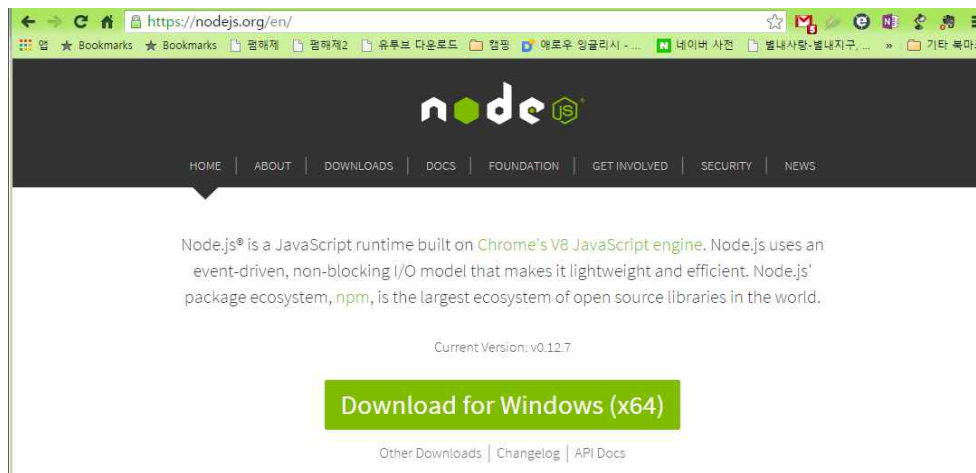 https://nodejs.org/en/
앱 Bookmarks Bookmarks 펌해제 펌해제2 유투브 다운로드 캠핑 애로우 잉글리시 - ... 네이버 사전 별내사랑-별내지구, ... » 기타 북마크
node JS®
HOME | ABOUT | DOWNLOADS | DOCS | FOUNDATION | GET INVOLVED | SECURITY | NEWS
Node.js® is a JavaScript runtime built on Chrome's V8 JavaScript engine. Node.js uses an
event-driven, non-blocking I/O model that makes it lightweight and efficient. Node.js'
package ecosystem, npm, is the largest ecosystem of open source libraries in the world.
Current Version: v0.12.7
Download for Windows (x64)
Other Downloads | Changelog | API Docs